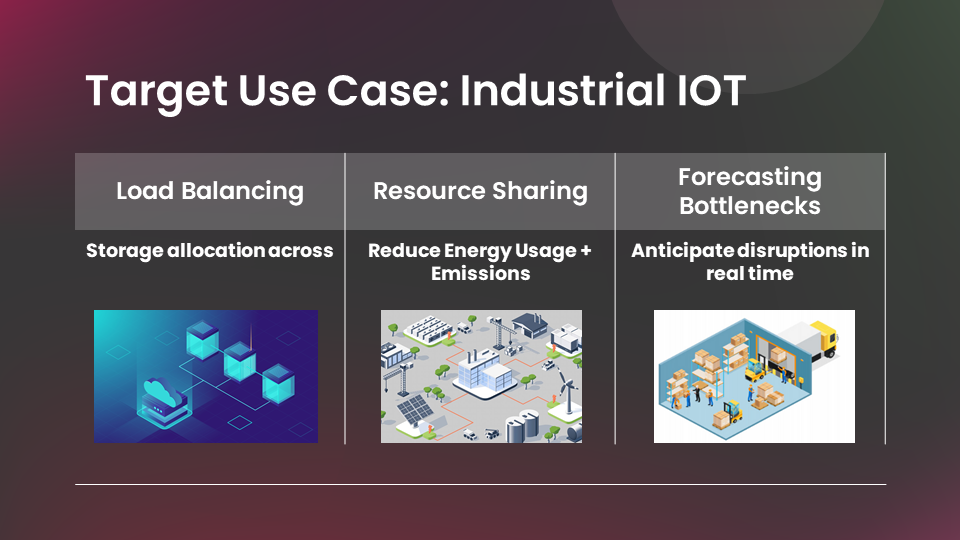 Target Use Case: Industrial IOT
Load Balancing
Resource Sharing
Forecasting
Bottlenecks
Storage allocation across
Reduce Energy Usage +
Emissions
Anticipate disruptions in
real time